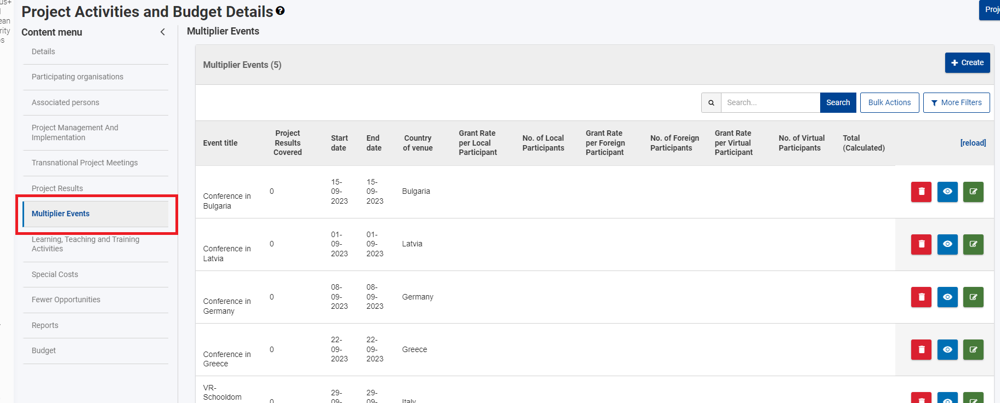 us+
ean
rity
os
Project Activities and Budget Details
Proj
Content menu
Details
Participating organisations
Associated persons
Project Management And
Implementation
Transnational Project Meetings
Project Results
Multiplier Events
Learning, Teaching and Training
Activities
Special Costs
Fewer Opportunities
Reports
Budget
Multiplier Events
Multiplier Events (5)
Create
Search...
Search
Bulk Actions
More Filters
Event title
Project
Results
Covered
Start
date
End
date
Country
of venue
Grant Rate
per Local
Participant
No. of Local
Participants
Grant Rate
per Foreign
Participant
No. of Foreign
Participants
Grant Rate
per Virtual
Participant
No. of Virtual
Participants
Total
(Calculated)
[reload]
Conference in
Bulgaria
0
15-
09-
2023
15-
09-
2023
Bulgaria
Conference in
Latvia
0
01-
09-
2023
01-
09-
2023
Latvia
Conference in
Germany
0
08-
09-
2023
08-
09-
2023
Germany
Conference in
Greece
0
22-
09-
2023
22-
09-
2023
Greece
VR-
Schooldom
0
29-
09-
29-
09-
Italy